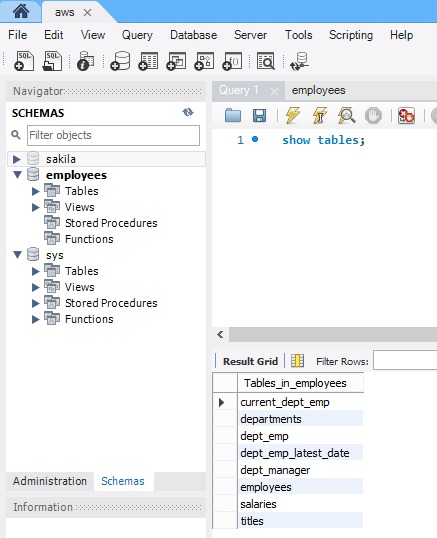 aws
File Edit View Query Database Server Tools Scripting Help
SQL SQL
Navigator
SCHEMAS
Filter objects
sakila
employees
Tables
Views
Stored Procedures
Functions
sys
Tables
Views
Stored Procedures
Functions
Administration Schemas
Information
Query 1 employees
1 show tables;
Result Grid Filter Rows:
Tables_in_employees
current_dept_emp
departments
dept_emp
dept_emp_latest_date
dept_manager
employees
salaries
titles